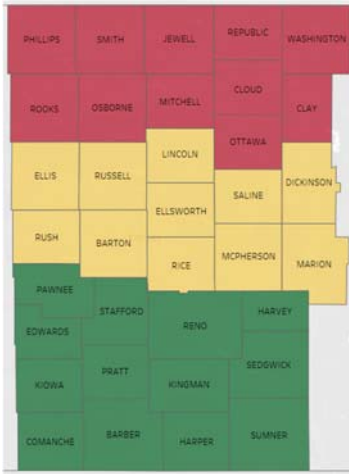 PHILLIPS SMITH JEWELL REPUBLIC WASHINGTON
ROOKS OSBORNE MITCHELL CLOUD CLAY
OTTAWA
ELLIS RUSSELL LINCOLN SALINE DICKINSON
ELLSWORTH
RUSH BARTON RICE MCPHERSON MARION
PAWNEE STAFFORD RENO HARVEY
EDWARDS
KIOWA PRATT KINGMAN SEDGWICK
COMANCHE BARBER HARPER SUMNER